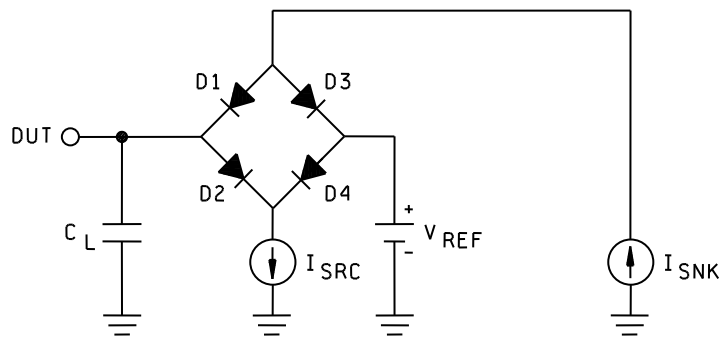 D1
D3
DUT
D2
D4
C L
+
V REF
-
I SRC
I SNK